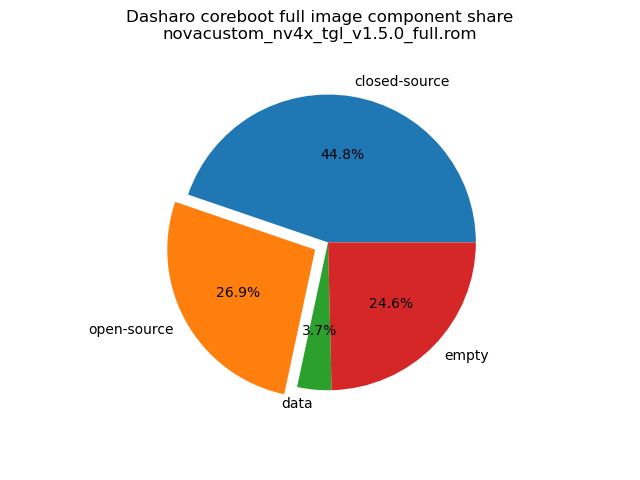 Dasharo coreboot full image component share
novacustom_nv4x_tgl_v1.5.0_full.rom
closed-source
44.8%
26.9%
open-source
3.7%
data
24.6%
empty